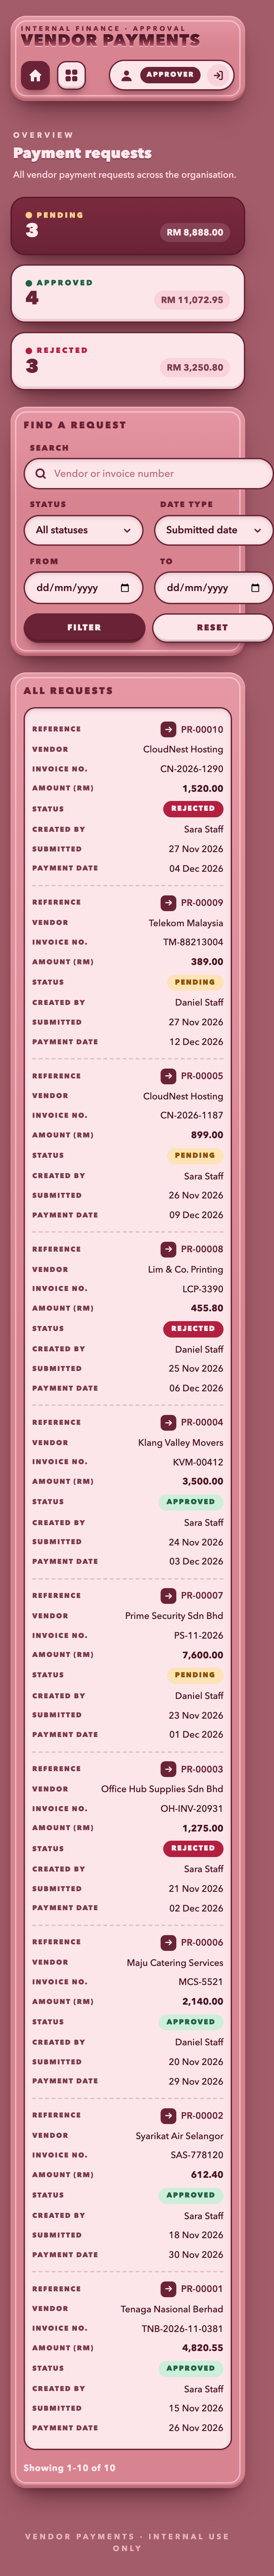 INTERNAL FINANCE · APPROVAL
VENDOR PAYMENTS
APPROVER
OVERVIEW
Payment requests
All vendor payment requests across the organisation.
PENDING
3
RM 8,888.00
APPROVED
4
RM 11,072.95
REJECTED
3
RM 3,250.80
FIND A REQUEST
SEARCH
Vendor or invoice number
STATUS DATE TYPE
All statuses Submitted date
FROM TO
dd/mm/yyyy dd/mm/yyyy
FILTER RESET
ALL REQUESTS
REFERENCE PR-00010
VENDOR CloudNest Hosting
INVOICE NO. CN-2026-1290
AMOUNT (RM) 1,520.00
STATUS REJECTED
CREATED BY Sara Staff
SUBMITTED 27 Nov 2026
PAYMENT DATE 04 Dec 2026
REFERENCE PR-00009
VENDOR Telekom Malaysia
INVOICE NO. TM-88213004
AMOUNT (RM) 389.00
STATUS PENDING
CREATED BY Daniel Staff
SUBMITTED 27 Nov 2026
PAYMENT DATE 12 Dec 2026
REFERENCE PR-00005
VENDOR CloudNest Hosting
INVOICE NO. CN-2026-1187
AMOUNT (RM) 899.00
STATUS PENDING
CREATED BY Sara Staff
SUBMITTED 26 Nov 2026
PAYMENT DATE 09 Dec 2026
REFERENCE PR-00008
VENDOR Lim & Co. Printing
INVOICE NO. LCP-3390
AMOUNT (RM) 455.80
STATUS REJECTED
CREATED BY Daniel Staff
SUBMITTED 25 Nov 2026
PAYMENT DATE 06 Dec 2026
REFERENCE PR-00004
VENDOR Klang Valley Movers
INVOICE NO. KVM-00412
AMOUNT (RM) 3,500.00
STATUS APPROVED
CREATED BY Sara Staff
SUBMITTED 24 Nov 2026
PAYMENT DATE 03 Dec 2026
REFERENCE PR-00007
VENDOR Prime Security Sdn Bhd
INVOICE NO. PS-11-2026
AMOUNT (RM) 7,600.00
STATUS PENDING
CREATED BY Daniel Staff
SUBMITTED 23 Nov 2026
PAYMENT DATE 01 Dec 2026
REFERENCE PR-00003
VENDOR Office Hub Supplies Sdn Bhd
INVOICE NO. OH-INV-20931
AMOUNT (RM) 1,275.00
STATUS REJECTED
CREATED BY Sara Staff
SUBMITTED 21 Nov 2026
PAYMENT DATE 02 Dec 2026
REFERENCE PR-00006
VENDOR Maju Catering Services
INVOICE NO. MCS-5521
AMOUNT (RM) 2,140.00
STATUS APPROVED
CREATED BY Daniel Staff
SUBMITTED 20 Nov 2026
PAYMENT DATE 29 Nov 2026
REFERENCE PR-00002
VENDOR Syarikat Air Selangor
INVOICE NO. SAS-778120
AMOUNT (RM) 612.40
STATUS APPROVED
CREATED BY Sara Staff
SUBMITTED 18 Nov 2026
PAYMENT DATE 30 Nov 2026
REFERENCE PR-00001
VENDOR Tenaga Nasional Berhad
INVOICE NO. TNB-2026-11-0381
AMOUNT (RM) 4,820.55
STATUS APPROVED
CREATED BY Sara Staff
SUBMITTED 15 Nov 2026
PAYMENT DATE 26 Nov 2026
Showing 1–10 of 10
VENDOR PAYMENTS · INTERNAL USE
ONLY